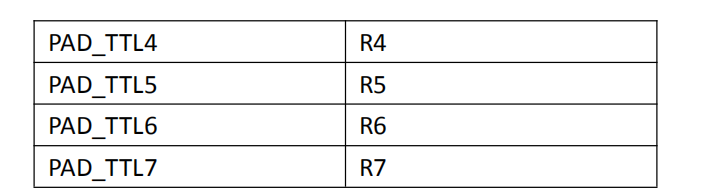 PAD_TTL4 R4
PAD_TTL5 R5
PAD_TTL6 R6
PAD_TTL7 R7